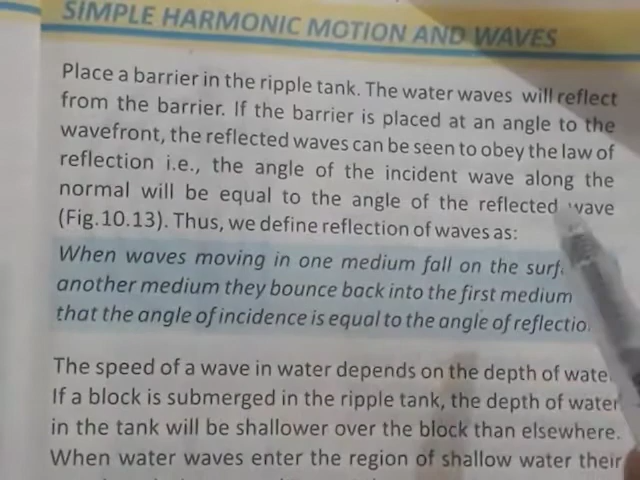 SIMPLE HARMONIC MOTION AND WAVES
Place a barrier in the ripple tank. The water waves will reflect
from the barrier. If the barrier is placed at an angle to the
wavefront, the reflected waves can be seen to obey the law of
reflection i.e., the angle of the incident wave along the
normal will be equal to the angle of the reflected wave
(Fig.10.13). Thus, we define reflection of waves as:
When waves moving in one medium fall on the
another medium they bounce back into the first medium
that the angle of incidence is equal to the angle of
The speed of a wave in water depends on the depth of
If a block is submerged in the ripple tank, the depth of water
in the tank will be shallower over the block than elsewhere.
When water waves enter the region of shallow water their